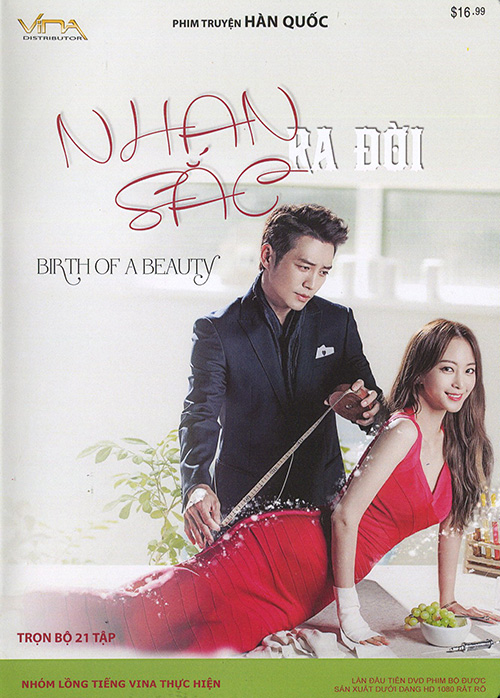 VINA
DISTRIBUTOR
PHIM TRUYỆN HÀN QUỐC
$16.99
NHAN
SẮC
RA ĐỜI
BIRTH OF A BEAUTY
TRỌN BỘ 21 TẬP
NHÓM LỒNG TIẾNG VINA THỰC HIỆN
LẦN ĐẦU TIÊN DVD PHIM BỘ ĐƯỢC
SẢN XUẤT DƯỚI DẠNG HD 1080 RẤT RÕ